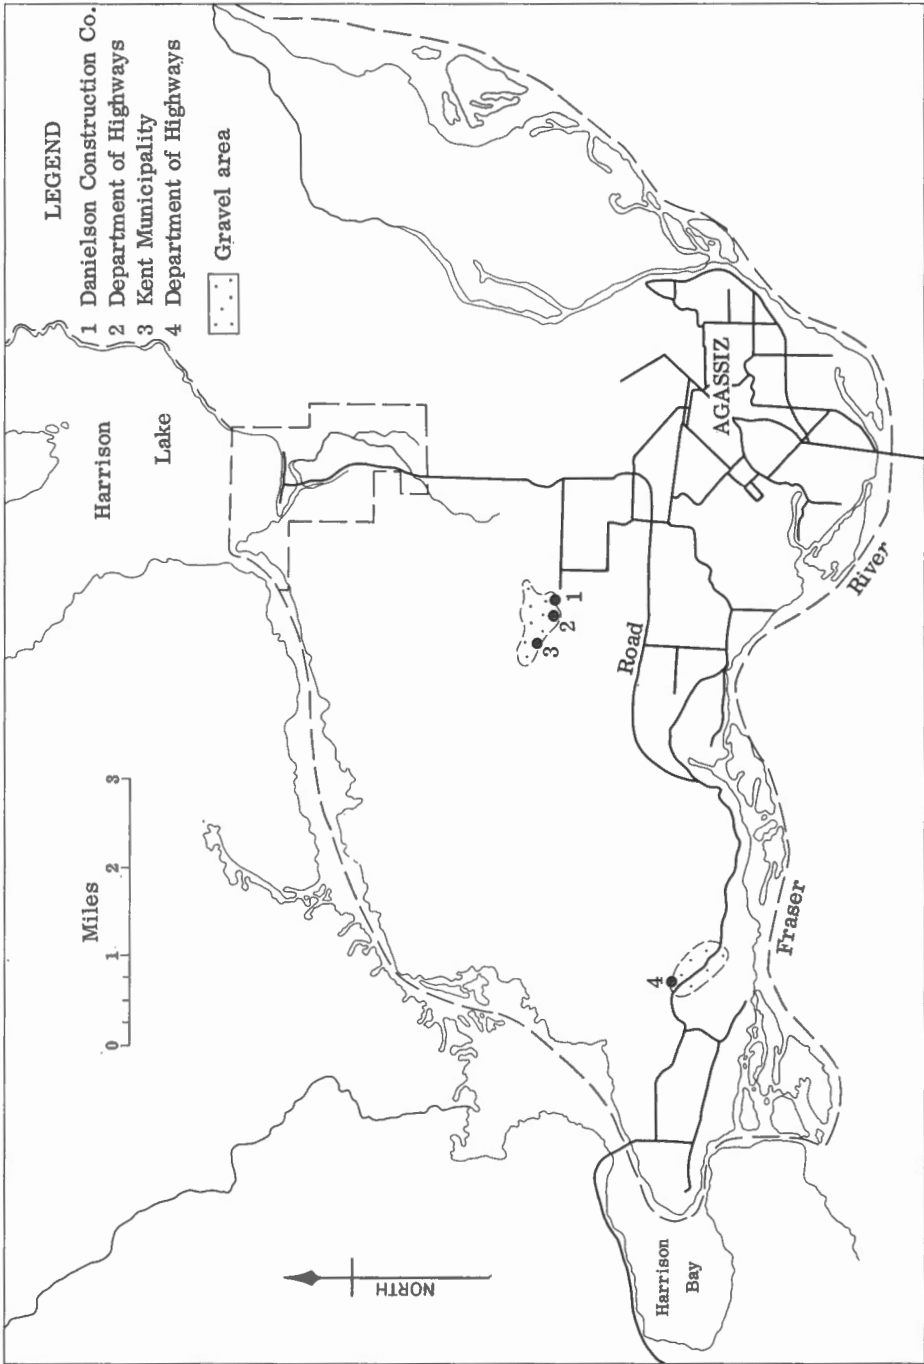 LEGEND
1 Danielson Construction Co.
2 Department of Highways
3 Kent Municipality
4 Department of Highways
Gravel area
Harrison
Lake
Miles
0 1 2 3
1
2
3
Road
AGASSIZ
River
4
Fraser
Harrison
Bay
NORTH